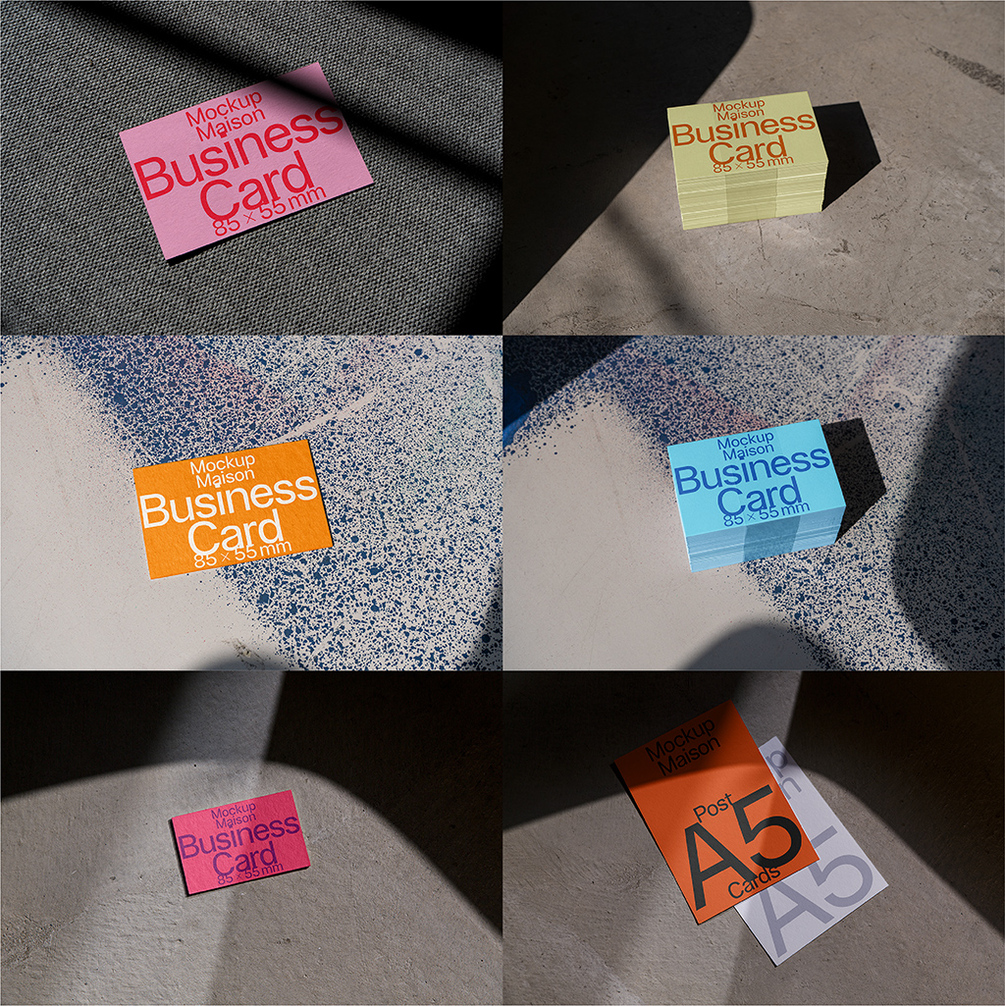 Mockup
Maison
Business
Card
85 × 55 mm
Mockup
Maison
Business
Card
85 × 55 mm
Mockup
Maison
Business
Card
85 × 55 mm
Mockup
Maison
Business
Card
85 × 55 mm
Mockup
Maison
Business
Card
85 × 55 mm
Mockup
Maison
Post
A5
Cards
p
n
A5